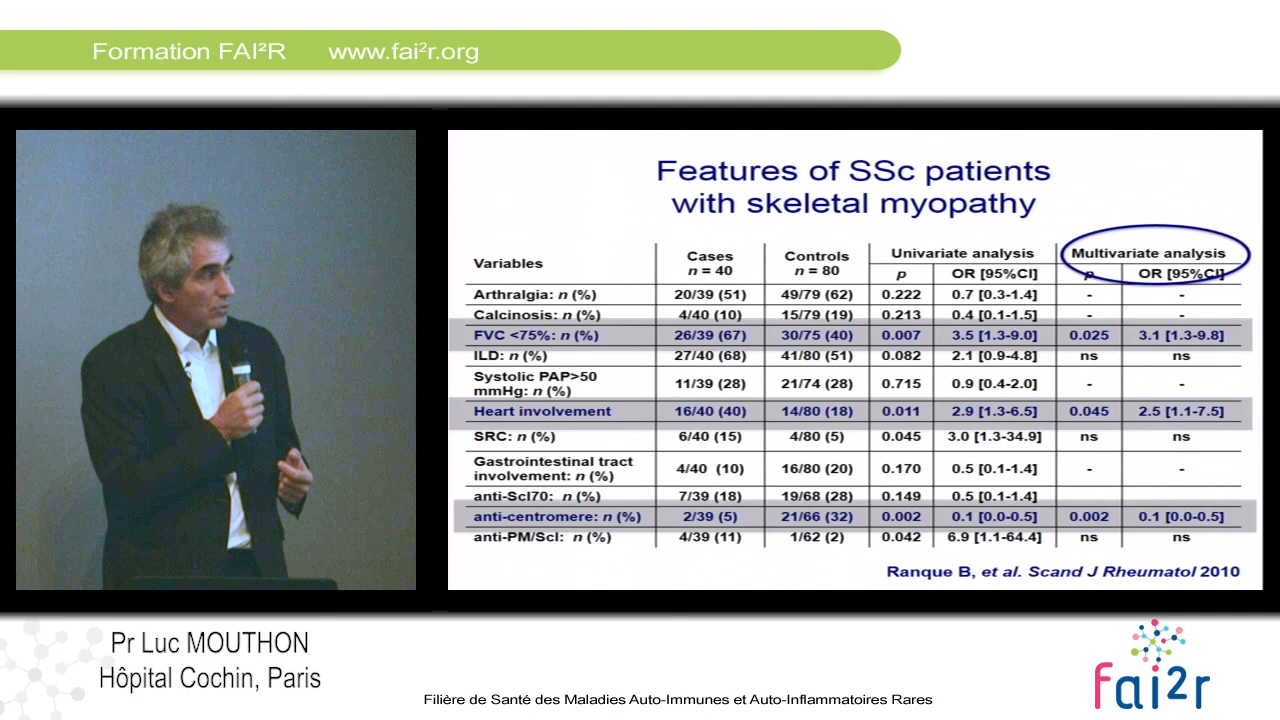 Formation FAI²R www.fai²r.org
Features of SSc patients
with skeletal myopathy
Variables Cases n = 40 Controls n = 80 Univariate analysis Multivariate analysis
p OR [95%CI] p OR [95%CI]
Arthralgia: n (%) 20/39 (51) 49/79 (62) 0.222 0.7 [0.3-1.4] - -
Calcinosis: n (%) 4/40 (10) 15/79 (19) 0.213 0.4 [0.1-1.5] - -
FVC <75%: n (%) 26/39 (67) 30/75 (40) 0.007 3.5 [1.3-9.0] 0.025 3.1 [1.3-9.8]
ILD: n (%) 27/40 (68) 41/80 (51) 0.082 2.1 [0.9-4.8] ns ns
Systolic PAP>50
mmHg: n (%) 11/39 (28) 21/74 (28) 0.715 0.9 [0.4-2.0] - -
Heart involvement 16/40 (40) 14/80 (18) 0.011 2.9 [1.3-6.5] 0.045 2.5 [1.1-7.5]
SRC: n (%) 6/40 (15) 4/80 (5) 0.045 3.0 [1.3-34.9] ns ns
Gastrointestinal tract
involvement: n (%) 4/40 (10) 16/80 (20) 0.170 0.5 [0.1-1.4] - -
anti-Scl70: n (%) 7/39 (18) 19/68 (28) 0.149 0.5 [0.1-1.4]
anti-centromere: n (%) 2/39 (5) 21/66 (32) 0.002 0.1 [0.0-0.5] 0.002 0.1 [0.0-0.5]
anti-PM/Scl: n (%) 4/39 (11) 1/62 (2) 0.042 6.9 [1.1-64.4] ns ns
Ranque B, et al. Scand J Rheumatol 2010
Pr Luc MOUTHON
Hôpital Cochin, Paris
Filière de Santé des Maladies Auto-Immunes et Auto-Inflammatoires Rares
fai2r